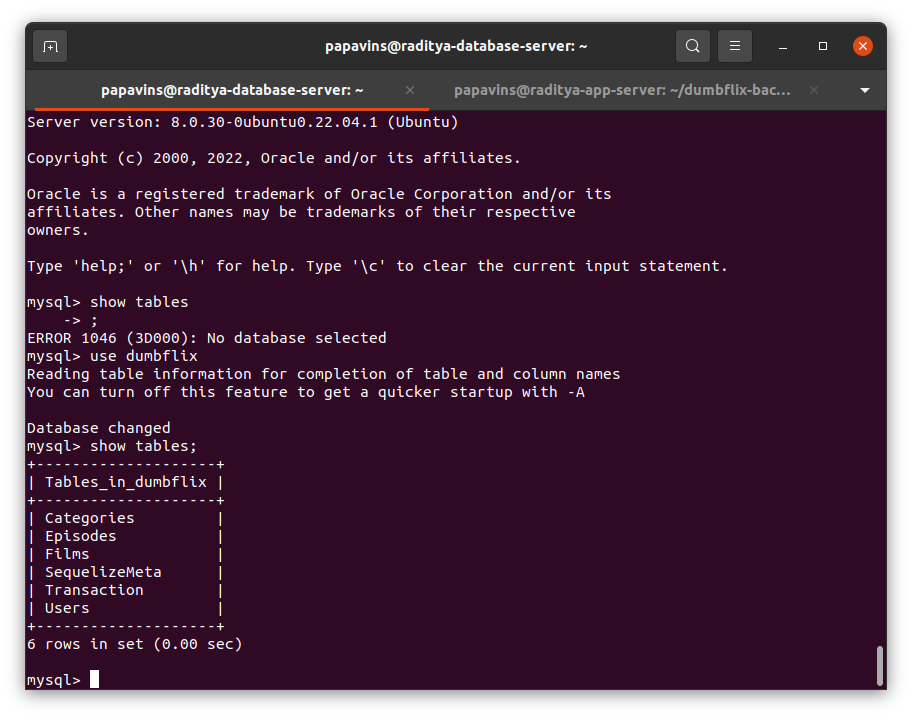 papavins@raditya-database-server: ~
papavins@raditya-database-server: ~
papavins@raditya-app-server: ~/dumbflix-bac...
Server version: 8.0.30-0ubuntu0.22.04.1 (Ubuntu)
Copyright (c) 2000, 2022, Oracle and/or its affiliates.
Oracle is a registered trademark of Oracle Corporation and/or its
affiliates. Other names may be trademarks of their respective
owners.
Type 'help;' or '\h' for help. Type '\c' to clear the current input statement.
mysql> show tables
    -> ;
ERROR 1046 (3D000): No database selected
mysql> use dumbflix
Reading table information for completion of table and column names
You can turn off this feature to get a quicker startup with -A
Database changed
mysql> show tables;
+--------------------+
| Tables_in_dumbflix |
+--------------------+
| Categories         |
| Episodes           |
| Films              |
| SequelizeMeta      |
| Transaction        |
| Users              |
+--------------------+
6 rows in set (0.00 sec)
mysql>